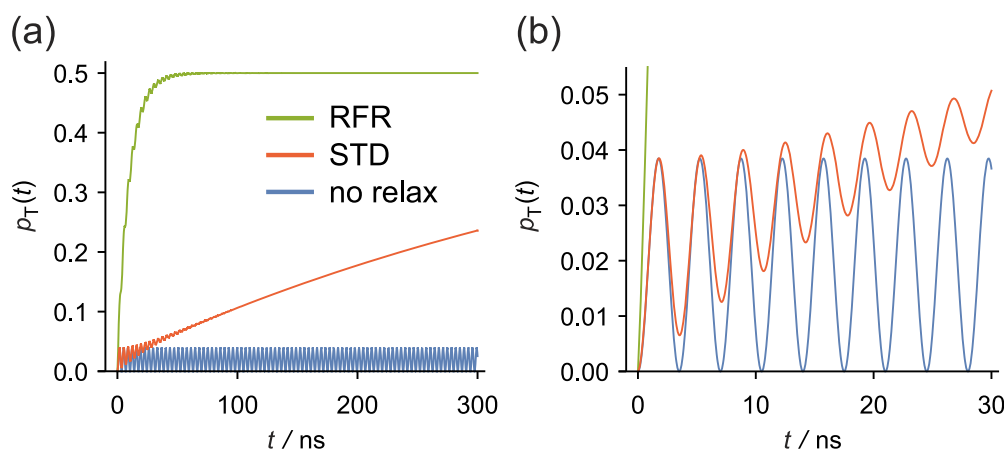 (a)
0.5
0.4
0.3
0.2
0.1
0.0
p_T(t)
RFR
STD
no relax
0 100 200 300
t / ns
(b)
0.05
0.04
0.03
0.02
0.01
0.00
p_T(t)
0 10 20 30
t / ns